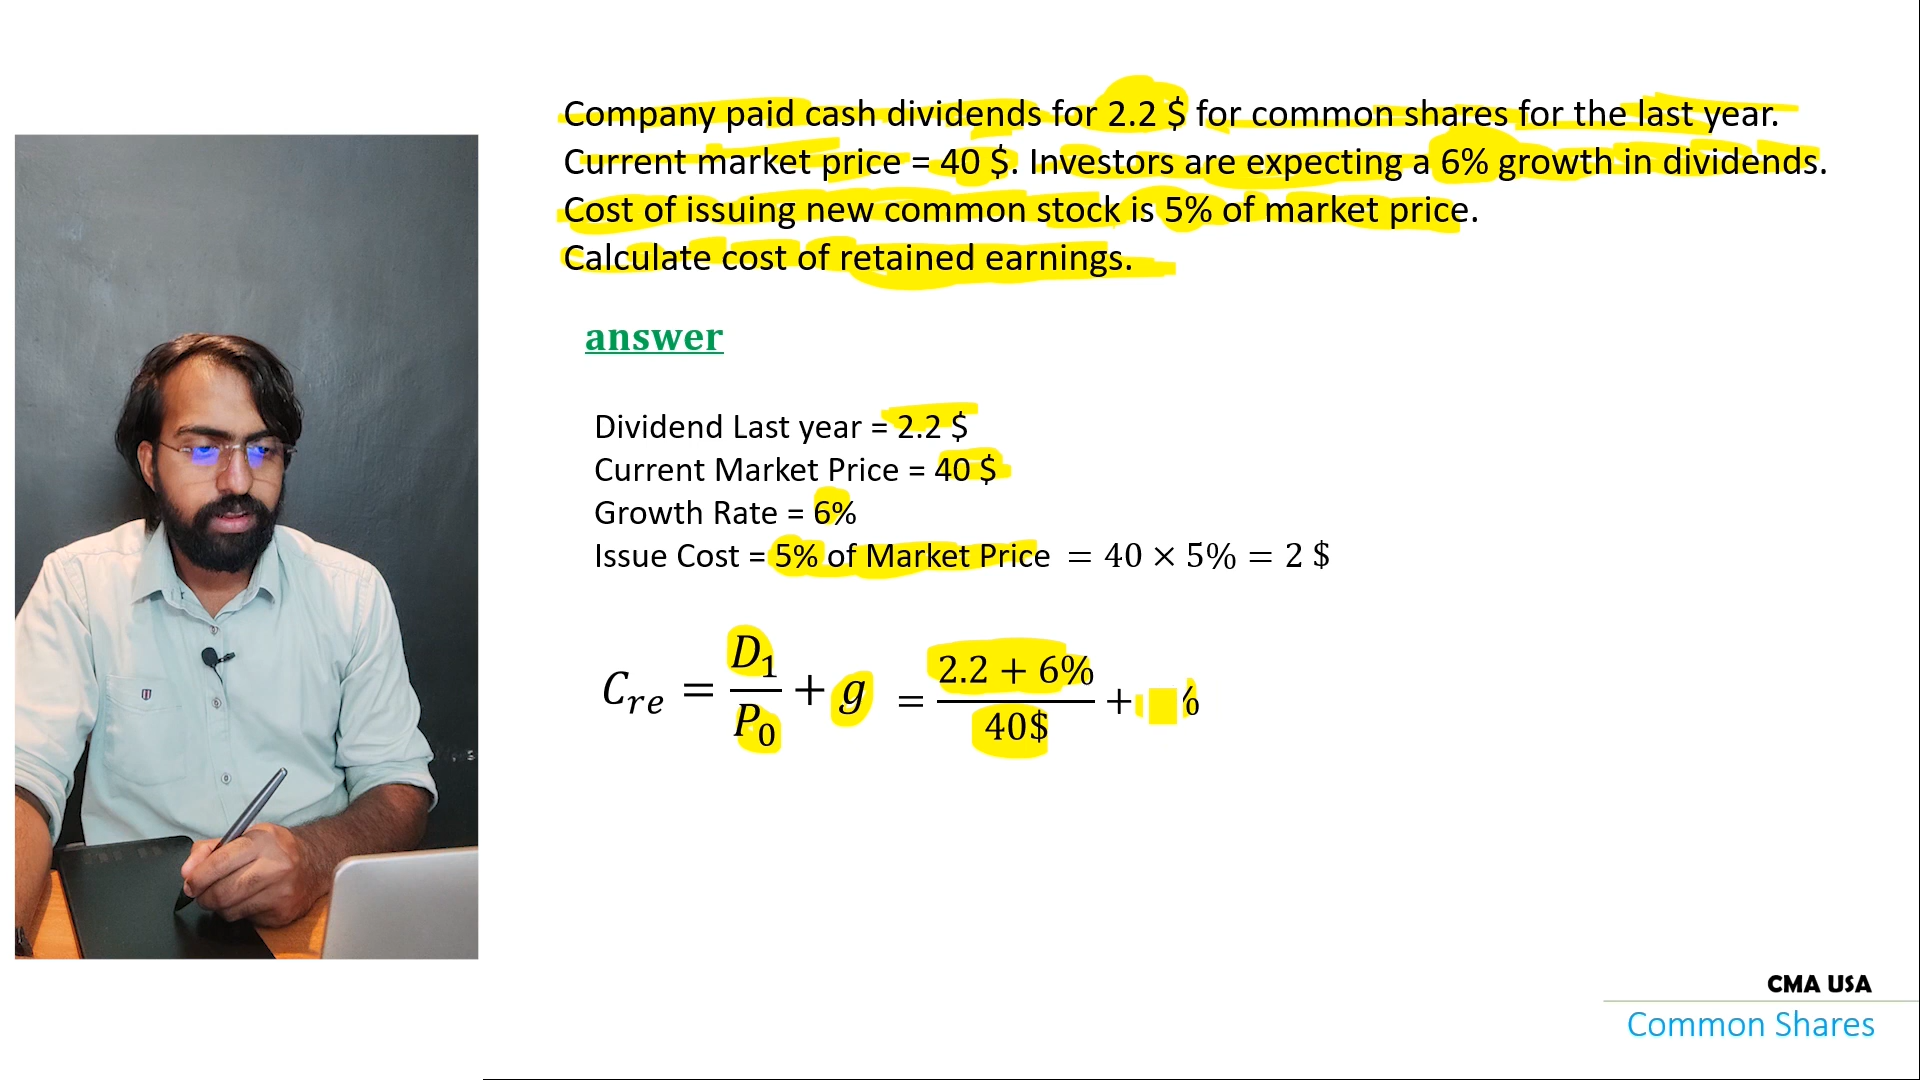 Company paid cash dividends for 2.2 $ for common shares for the last year.
Current market price = 40 $. Investors are expecting a 6% growth in dividends.
Cost of issuing new common stock is 5% of market price.
Calculate cost of retained earnings.
answer
Dividend Last year = 2.2 $
Current Market Price = 40 $
Growth Rate = 6%
Issue Cost = 5% of Market Price = 40 × 5% = 2 $
C_re = D_1/P_0 + g = (2.2 + 6%)/40$ + %
CMA USA
Common Shares